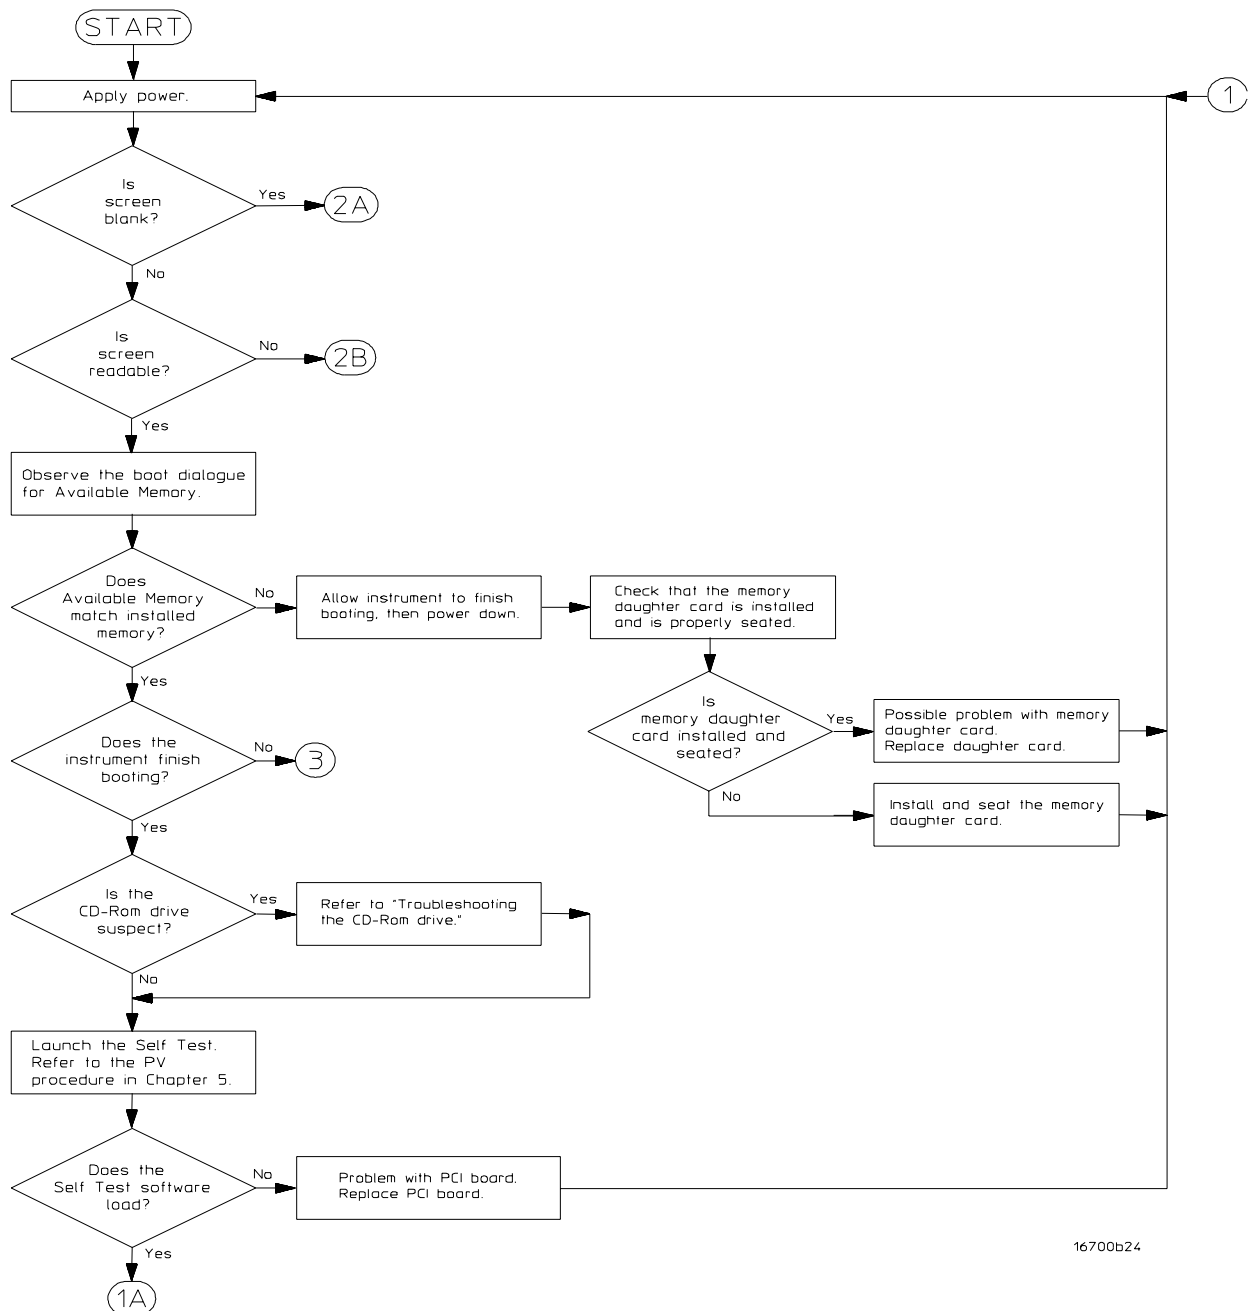 START
Apply power.
1
Is
screen
blank?
Yes
2A
No
Is
screen
readable?
No
2B
Yes
Observe the boot dialogue
for Available Memory.
Does
Available Memory
match installed
memory?
No
Allow instrument to finish
booting, then power down.
Check that the memory
daughter card is installed
and is properly seated.
Yes
Is
memory daughter
card installed and
seated?
Yes
Possible problem with memory
daughter card.
Replace daughter card.
No
Install and seat the memory
daughter card.
Does the
instrument finish
booting?
No
3
Yes
Is the
CD-Rom drive
suspect?
Yes
Refer to "Troubleshooting
the CD-Rom drive."
No
Launch the Self Test.
Refer to the PV
procedure in Chapter 5.
Does the
Self Test software
load?
No
Problem with PCI board.
Replace PCI board.
Yes
1A
16700b24